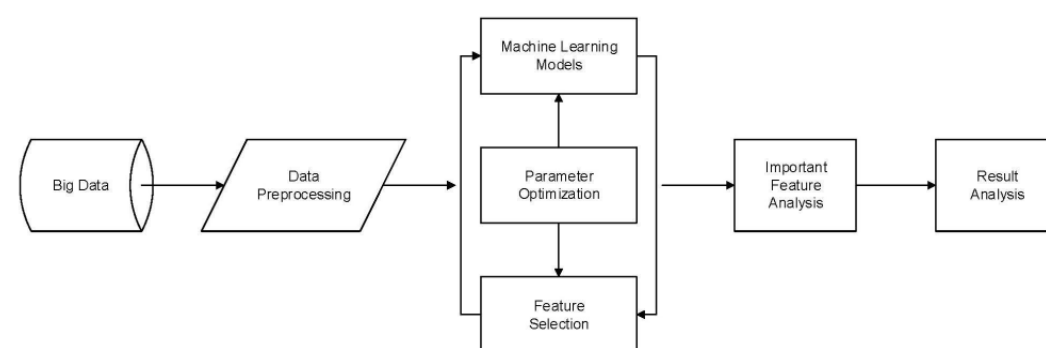 Big Data
Data
Preprocessing
Machine Learning
Models
Parameter
Optimization
Feature
Selection
Important
Feature
Analysis
Result
Analysis